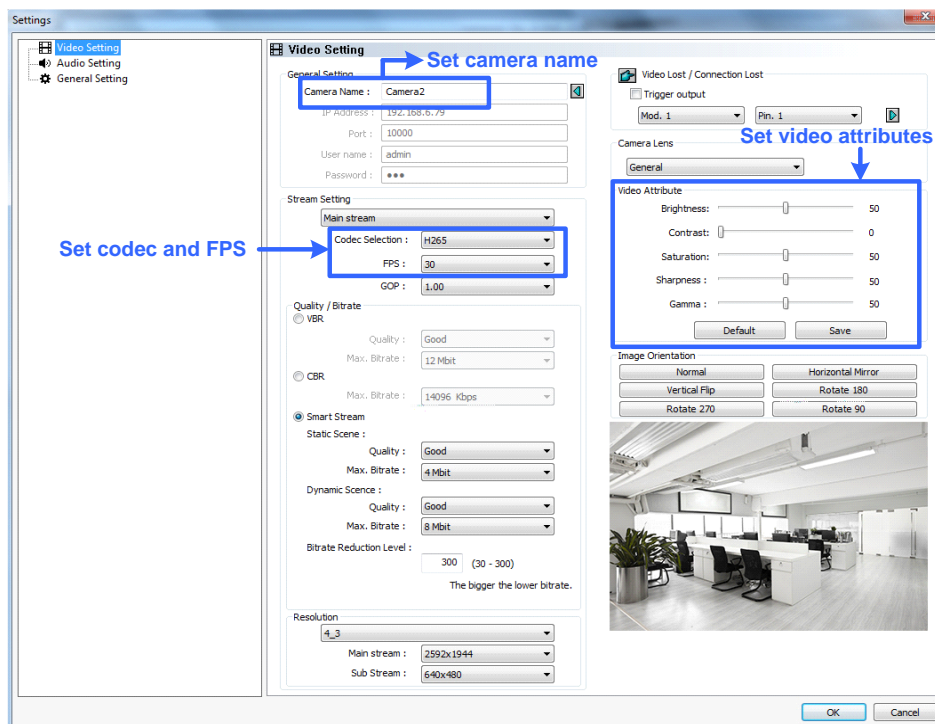 Settings
Video Setting
Audio Setting
General Setting
Video Setting
Set camera name
General Setting
Camera Name : Camera2
IP Address : 192.168.6.79
Port : 10000
User name : admin
Password : ●●●
Stream Setting
Main stream
Set codec and FPS
Codec Selection : H265
FPS : 30
GOP : 1.00
Quality / Bitrate
VBR
Quality : Good
Max. Bitrate : 12 Mbit
CBR
Max. Bitrate : 14096 Kbps
Smart Stream
Static Scene :
Quality : Good
Max. Bitrate : 4 Mbit
Dynamic Scence :
Quality : Good
Max. Bitrate : 8 Mbit
Bitrate Reduction Level :
300 (30 - 300)
The bigger the lower bitrate.
Resolution
4_3
Main stream : 2592x1944
Sub Stream : 640x480
Video Lost / Connection Lost
Trigger output
Mod. 1 Pin. 1
Set video attributes
Camera Lens
General
Video Attribute
Brightness: 50
Contrast: 0
Saturation: 50
Sharpness : 50
Gamma : 50
Default Save
Image Orientation
Normal Horizontal Mirror
Vertical Flip Rotate 180
Rotate 270 Rotate 90
OK Cancel